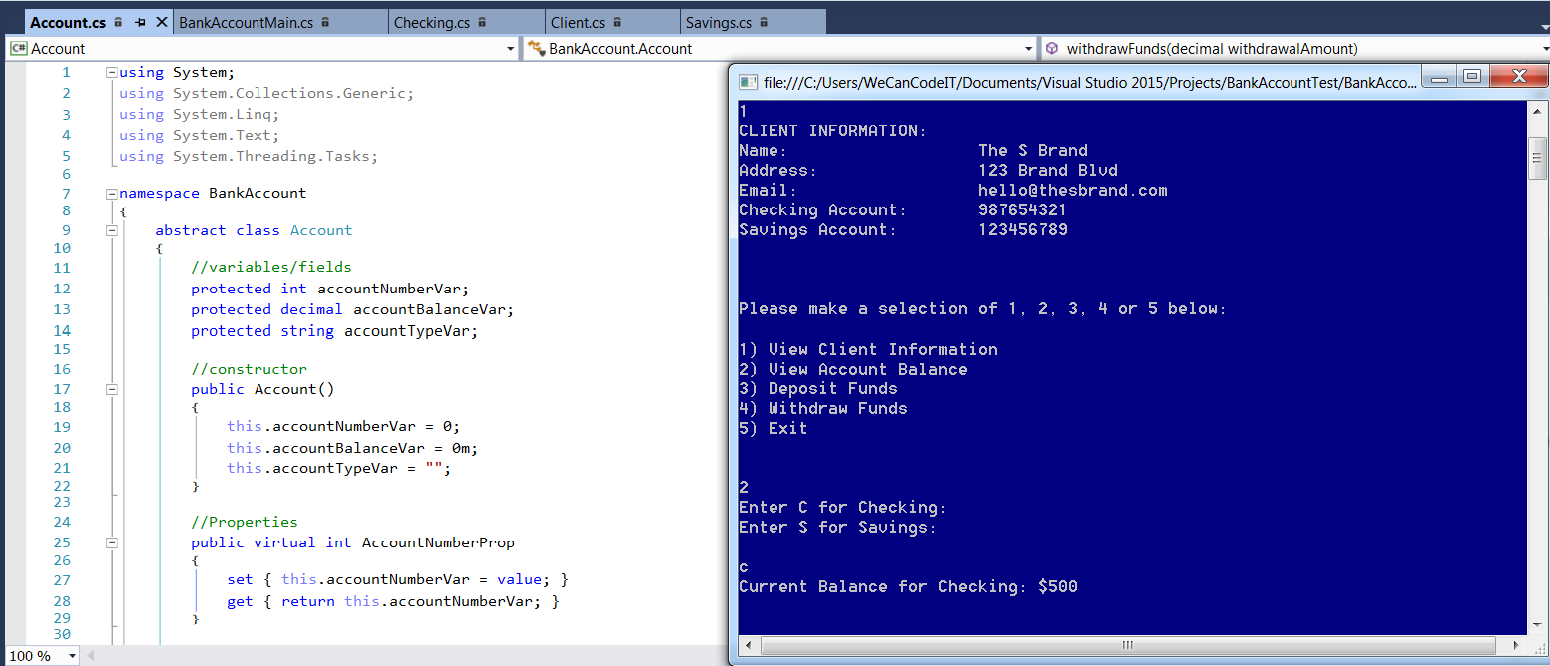 Account.cs
BankAccountMain.cs
Checking.cs
Client.cs
Savings.cs
C# Account
BankAccount.Account
withdrawFunds(decimal withdrawalAmount)
1 using System;
2 using System.Collections.Generic;
3 using System.Linq;
4 using System.Text;
5 using System.Threading.Tasks;
6
7 namespace BankAccount
8 {
9 abstract class Account
10 {
11 //variables/fields
12 protected int accountNumberVar;
13 protected decimal accountBalanceVar;
14 protected string accountTypeVar;
15
16 //constructor
17 public Account()
18 {
19 this.accountNumberVar = 0;
20 this.accountBalanceVar = 0m;
21 this.accountTypeVar = "";
22 }
23
24 //Properties
25 public virtual int AccountNumberProp
26 {
27 set { this.accountNumberVar = value; }
28 get { return this.accountNumberVar; }
29 }
30
100 %
file:///C:/Users/WeCanCodeIT/Documents/Visual Studio 2015/Projects/BankAccountTest/BankAcco...
1
CLIENT INFORMATION:
Name: The S Brand
Address: 123 Brand Blvd
Email: hello@thesbrand.com
Checking Account: 987654321
Savings Account: 123456789
Please make a selection of 1, 2, 3, 4 or 5 below:
1) View Client Information
2) View Account Balance
3) Deposit Funds
4) Withdraw Funds
5) Exit
2
Enter C for Checking:
Enter S for Savings:
c
Current Balance for Checking: $500